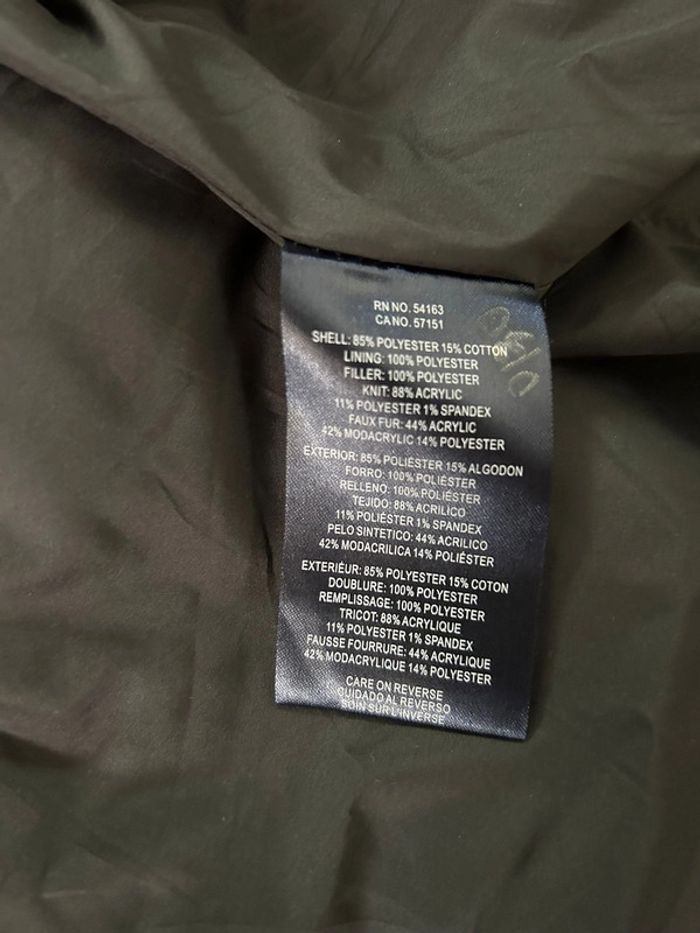 RN NO. 54163
CA NO. 57151
SHELL: 85% POLYESTER 15% COTTON
LINING: 100% POLYESTER
FILLER: 100% POLYESTER
KNIT: 88% ACRYLIC
11% POLYESTER 1% SPANDEX
FAUX FUR: 44% ACRYLIC
42% MODACRYLIC 14% POLYESTER
EXTERIOR: 85% POLIÉSTER 15% ALGODON
FORRO: 100% POLIÉSTER
RELLENO: 100% POLIÉSTER
TEJIDO: 88% ACRILICO
11% POLIÉSTER 1% SPANDEX
PELO SINTETICO: 44% ACRILICO
42% MODACRILICA 14% POLIÉSTER
EXTERIÉUR: 85% POLYESTER 15% COTON
DOUBLURE: 100% POLYESTER
REMPLISSAGE: 100% POLYESTER
TRICOT: 88% ACRYLIQUE
11% POLYESTER 1% SPANDEX
FAUSSE FOURRURE: 44% ACRYLIQUE
42% MODACRYLIQUE 14% POLYESTER
CARE ON REVERSE
CUIDADO AL REVERSO
SOIN SUR L'INVERSE